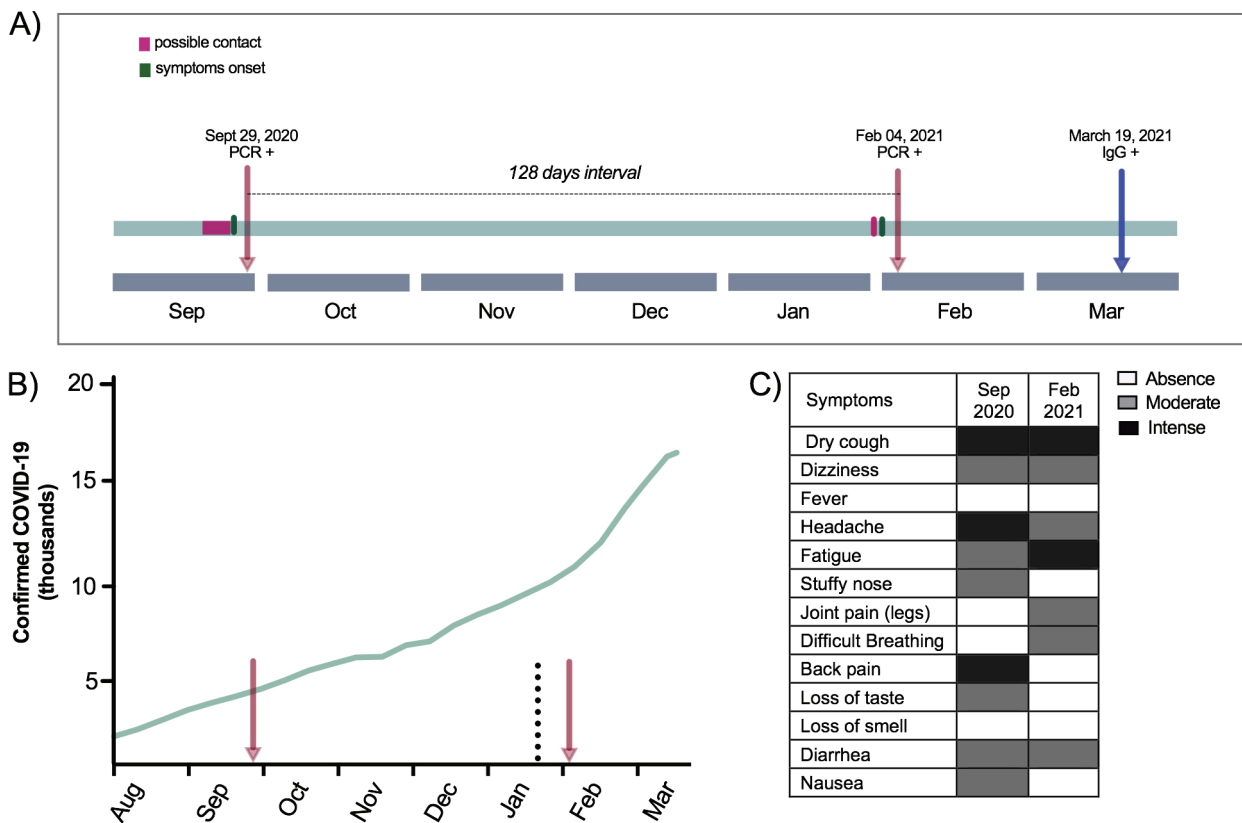 A)
possible contact
symptoms onset
Sept 29, 2020
PCR +
128 days interval
Feb 04, 2021
PCR +
March 19, 2021
IgG +
Sep
Oct
Nov
Dec
Jan
Feb
Mar
B)
Confirmed COVID-19
(thousands)
20
15
10
5
Aug
Sep
Oct
Nov
Dec
Jan
Feb
Mar
C)
Symptoms
Sep
2020
Feb
2021
Dry cough
Dizziness
Fever
Headache
Fatigue
Stuffy nose
Joint pain (legs)
Difficult Breathing
Back pain
Loss of taste
Loss of smell
Diarrhea
Nausea
Absence
Moderate
Intense